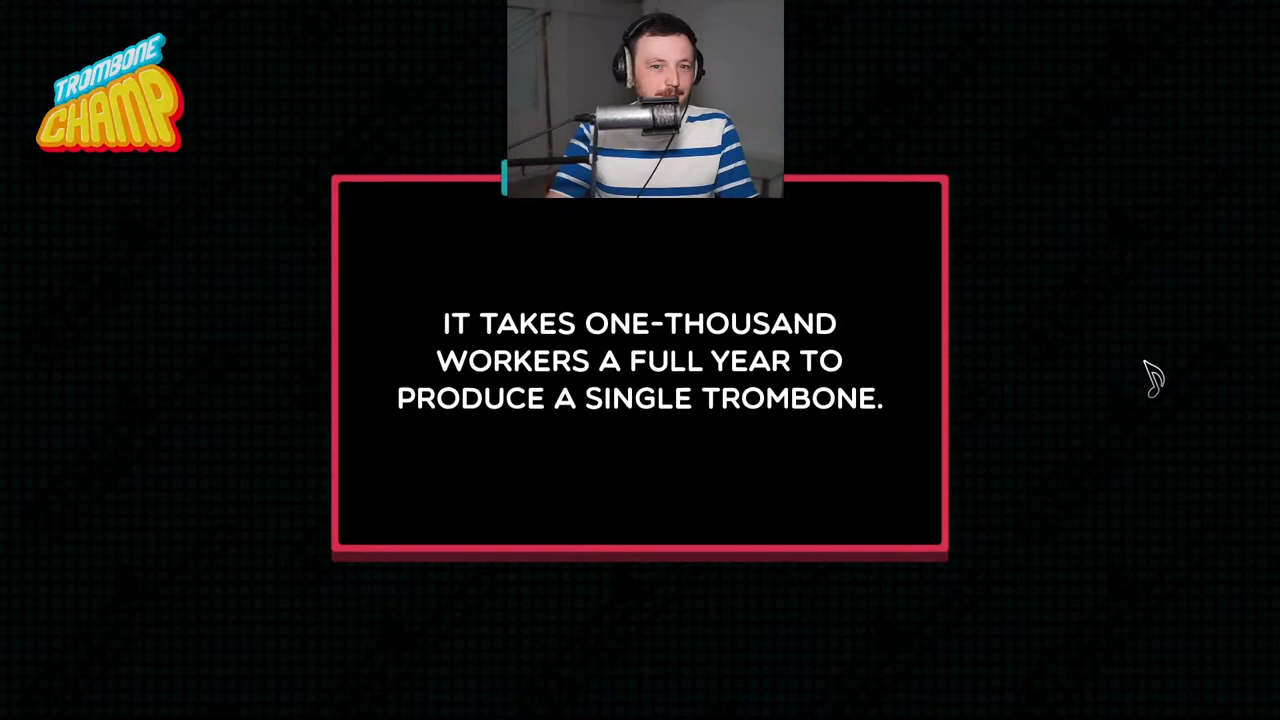 TROMBONE
CHAMP
IT TAKES ONE-THOUSAND
WORKERS A FULL YEAR TO
PRODUCE A SINGLE TROMBONE.